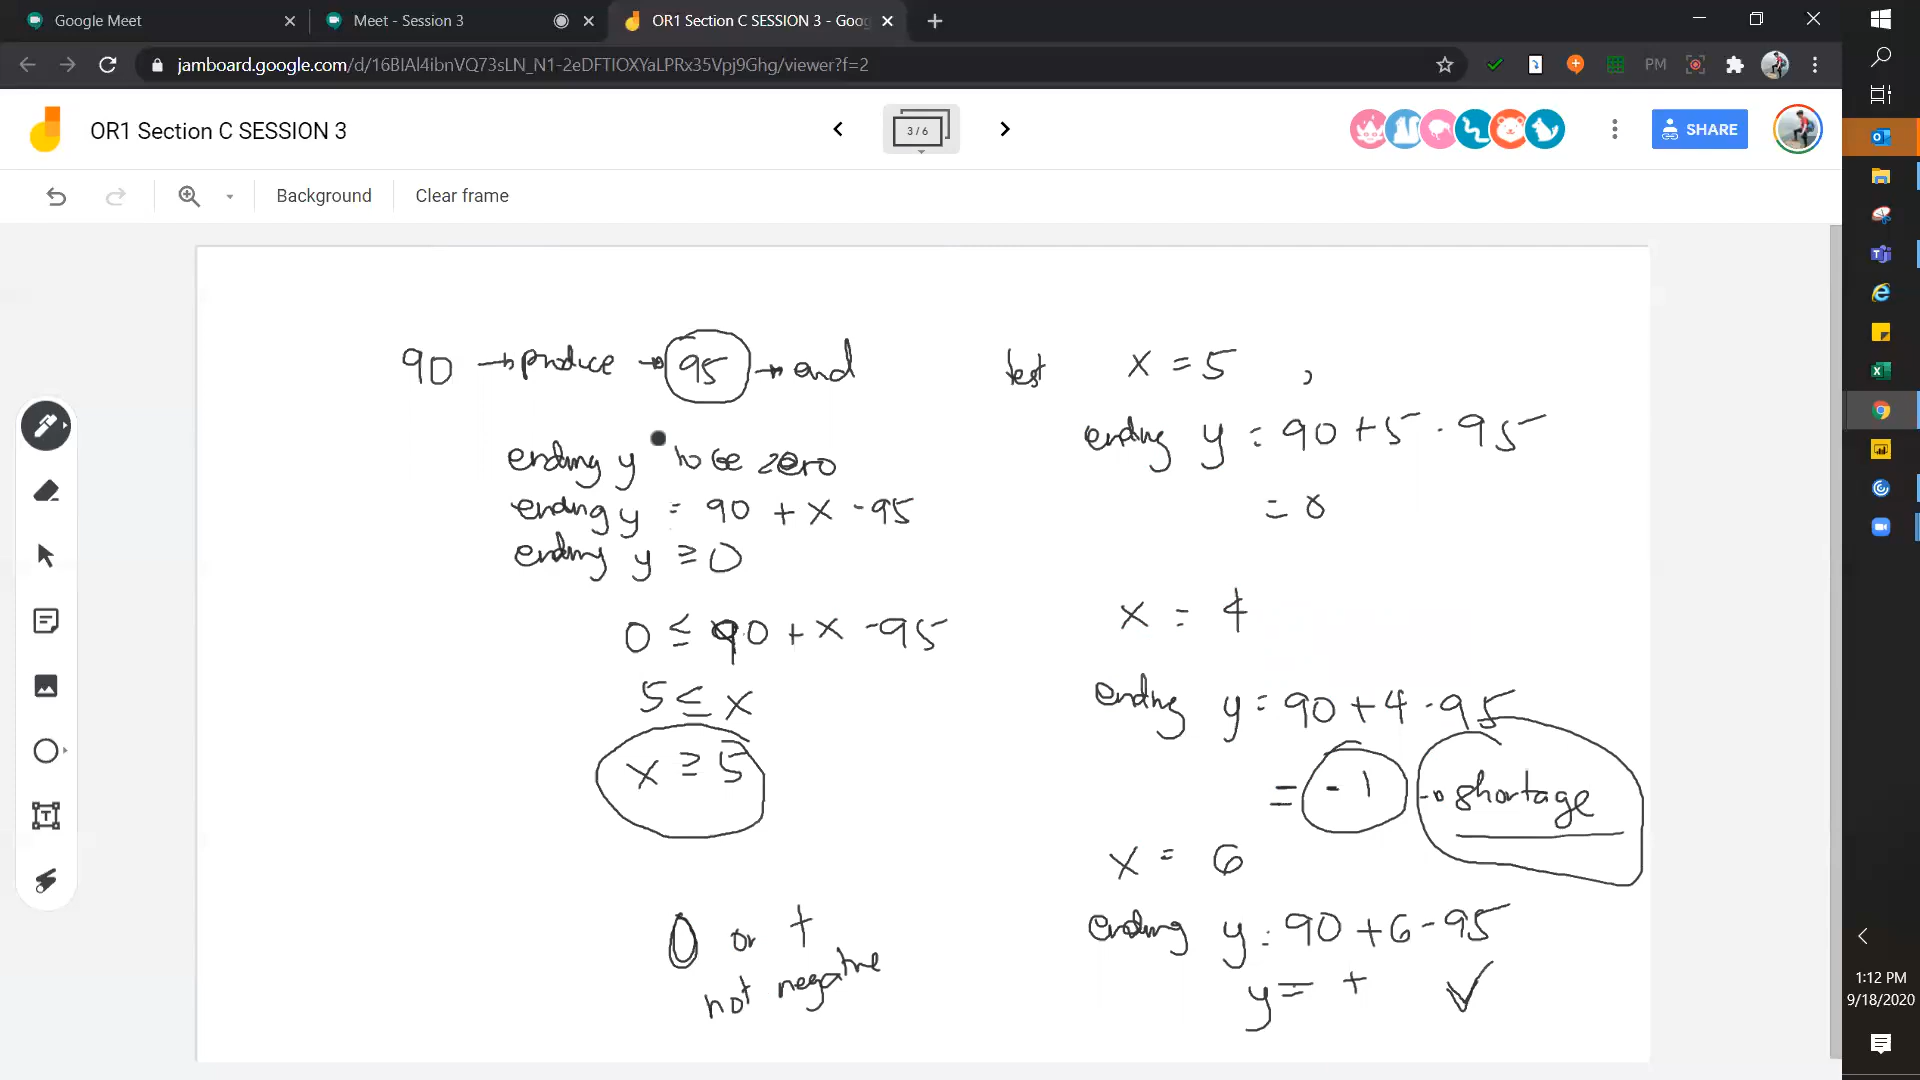 Google Meet
Meet - Session 3
OR1 Section C SESSION 3 - Goog
jamboard.google.com/d/16BIAl4ibnVQ73sLN_N1-2eDFTIOXYaLPRx35Vpj9Ghg/viewer?f=2
PM
OR1 Section C SESSION 3
3 / 6
SHARE
Background
Clear frame
90 → produce → 95 → end
ending y to be zero
ending y = 90 + x - 95
ending y ≥ 0
0 ≤ 90 + x - 95
5 ≤ x
x ≥ 5
0 or +
not negative
test x = 5 ,
ending y = 90 + 5 - 95
= 0
x = 4
ending y = 90 + 4 - 95
= -1 → shortage
x = 6
ending y = 90 + 6 - 95
y = + ✓
1:12 PM
9/18/2020